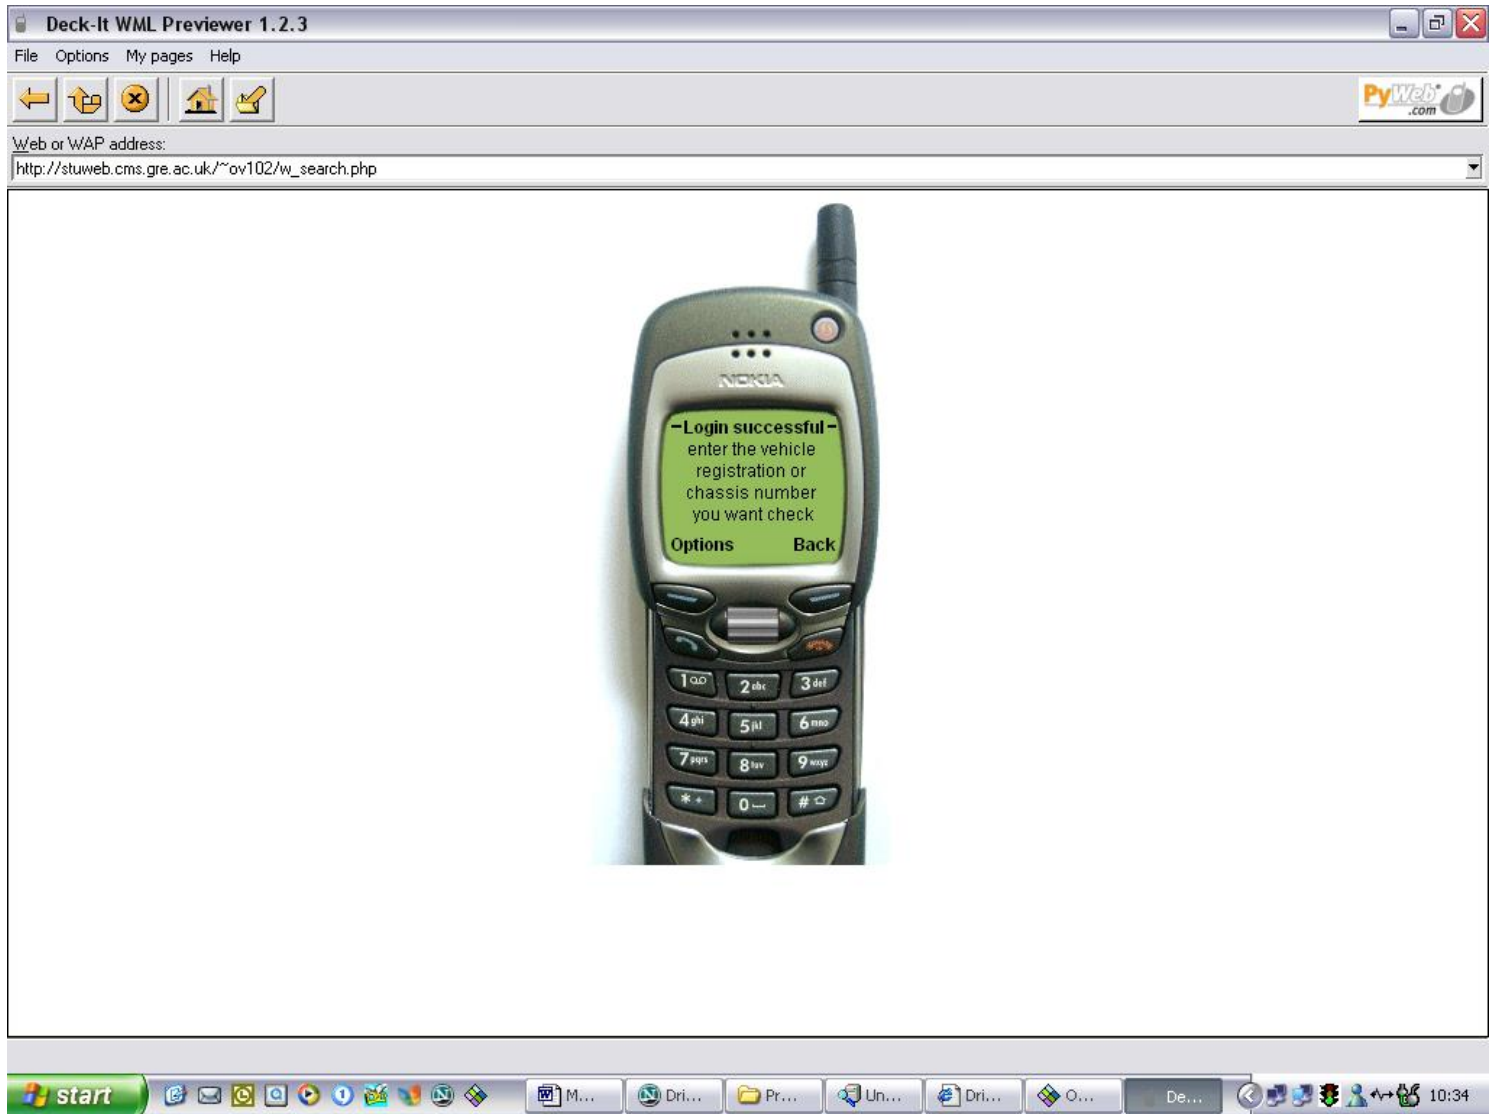 Deck-It WML Previewer 1.2.3
File Options My pages Help
PyWeb
.com
Web or WAP address:
http://stuweb.cms.gre.ac.uk/~ov102/w_search.php
NOKIA
-Login successful-
enter the vehicle
registration or
chassis number
you want check
Options Back
1 2 abc 3 def
4 ghi 5 jkl 6 mno
7 pqrs 8 tuv 9 wxyz
* + 0 #
start M... Dri... Pr... Un... Dri... O... De... 10:34